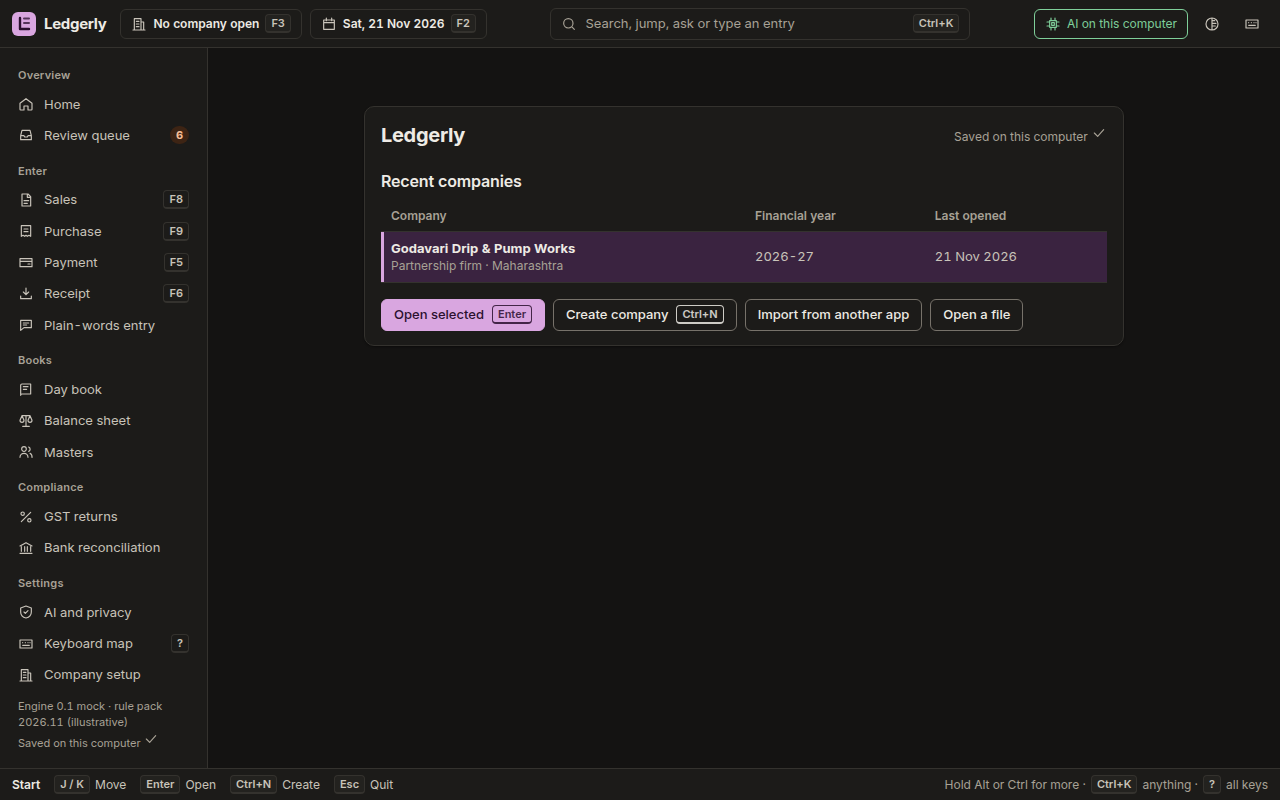 Ledgerly
No company open F3
Sat, 21 Nov 2026 F2
Search, jump, ask or type an entry Ctrl+K
AI on this computer
Overview
Home
Review queue 6
Enter
Sales F8
Purchase F9
Payment F5
Receipt F6
Plain-words entry
Books
Day book
Balance sheet
Masters
Compliance
GST returns
Bank reconciliation
Settings
AI and privacy
Keyboard map ?
Company setup
Engine 0.1 mock · rule pack
2026.11 (illustrative)
Saved on this computer
Ledgerly
Saved on this computer
Recent companies
Company Financial year Last opened
Godavari Drip & Pump Works
Partnership firm · Maharashtra
2026-27
21 Nov 2026
Open selected Enter
Create company Ctrl+N
Import from another app
Open a file
Start J / K Move Enter Open Ctrl+N Create Esc Quit
Hold Alt or Ctrl for more · Ctrl+K anything · ? all keys